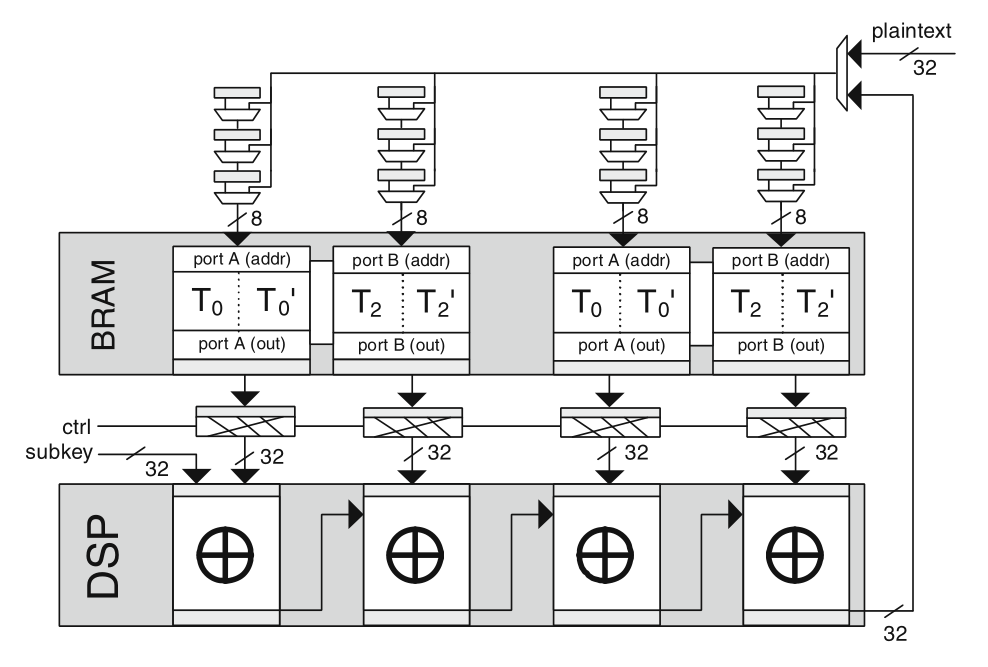 plaintext
32
8 8 8 8
BRAM
port A (addr) port B (addr) port A (addr) port B (addr)
T0 T0' T2 T2' T0 T0' T2 T2'
port A (out) port B (out) port A (out) port B (out)
ctrl
subkey
32 32 32 32 32
DSP
32